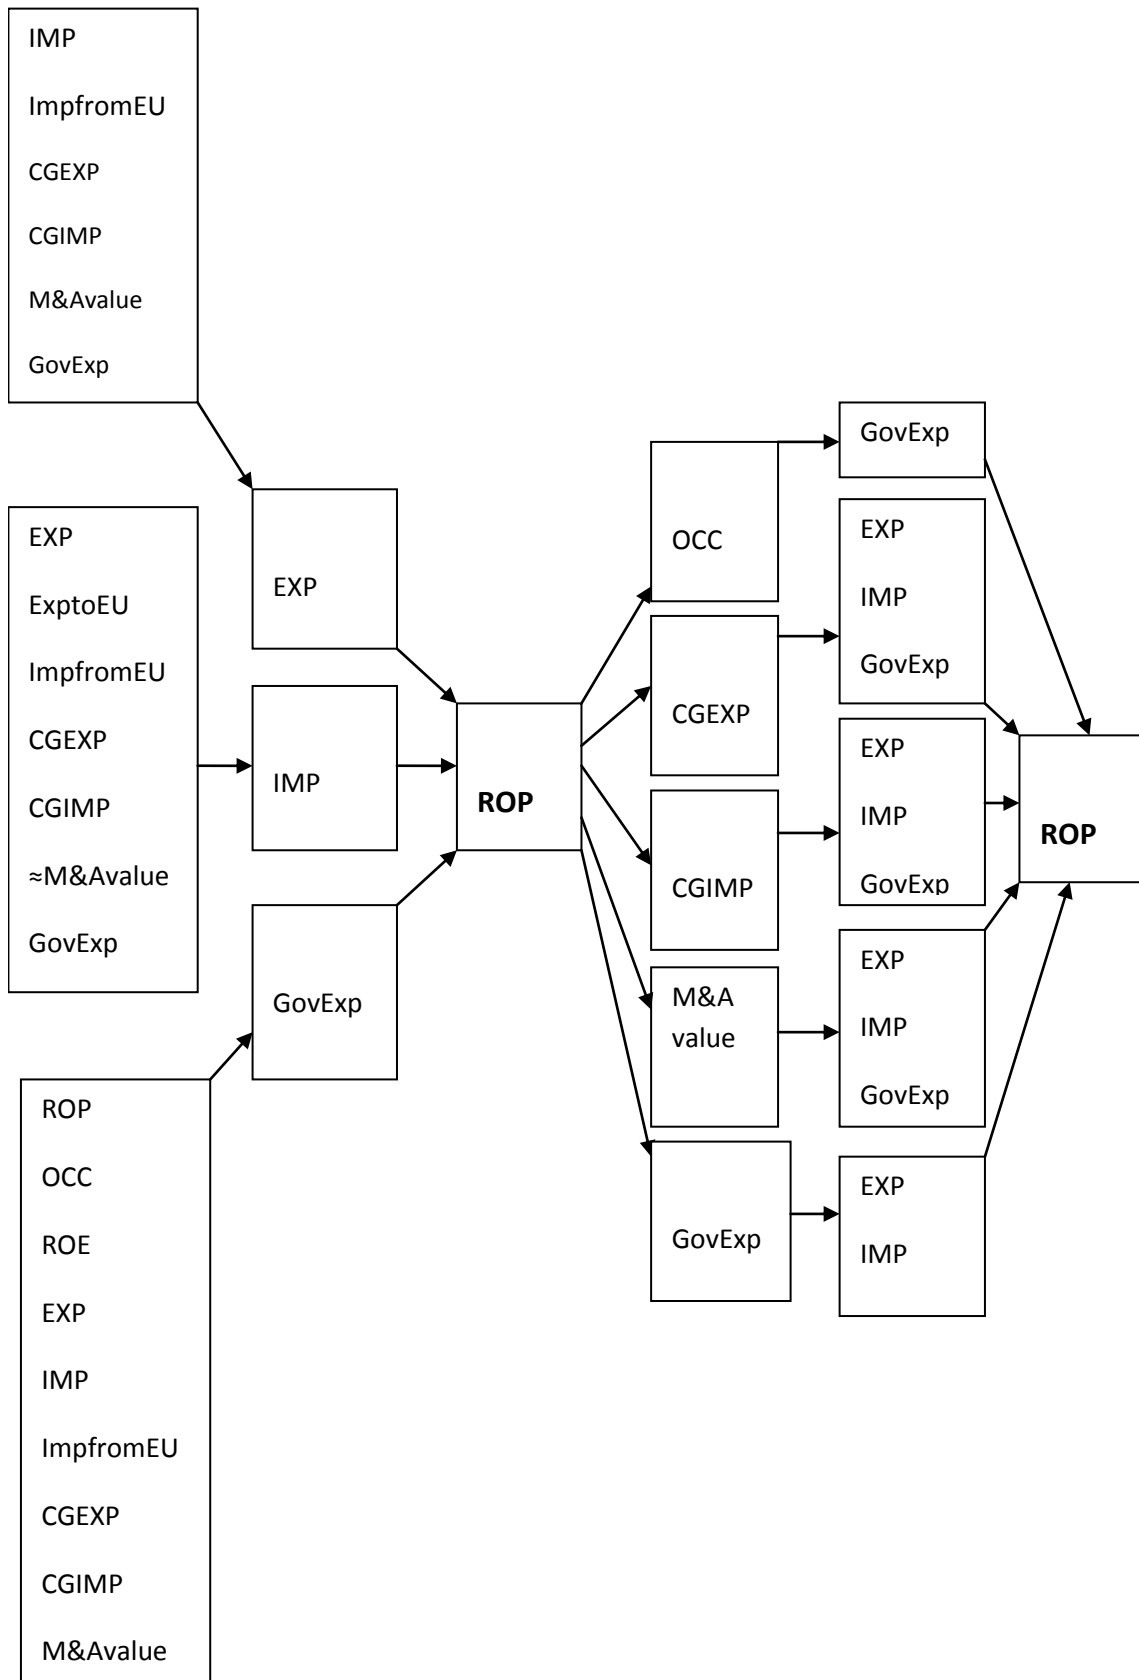 IMP
ImpfromEU
CGEXP
CGIMP
M&Avalue
GovExp
EXP
ExptoEU
ImpfromEU
CGEXP
CGIMP
≈M&Avalue
GovExp
ROP
OCC
ROE
EXP
IMP
ImpfromEU
CGEXP
CGIMP
M&Avalue
EXP
IMP
GovExp
ROP
OCC
CGEXP
CGIMP
M&A
value
GovExp
GovExp
EXP
IMP
GovExp
EXP
IMP
GovExp
EXP
IMP
GovExp
EXP
IMP
ROP